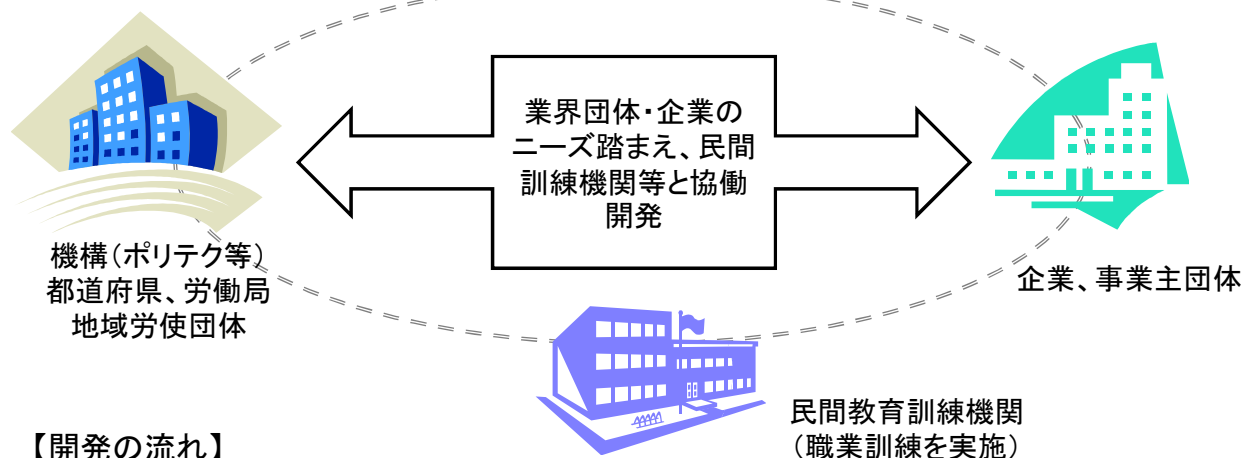 業界団体・企業の
ニーズ踏まえ、民間
訓練機関等と協働
開発
機構（ポリテク等）
都道府県、労働局
地域労使団体
企業、事業主団体
民間教育訓練機関
（職業訓練を実施）
【開発の流れ】